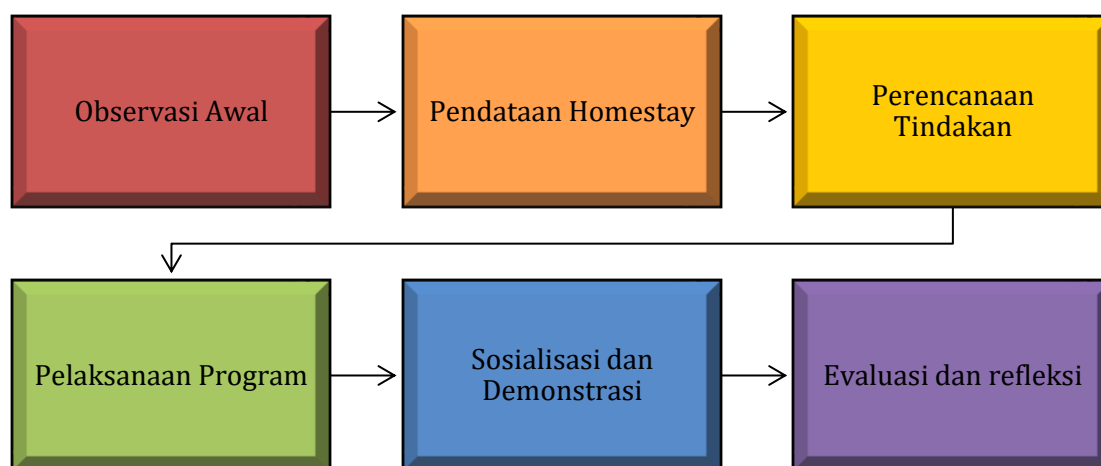 Observasi Awal
Pendataan Homestay
Perencanaan
Tindakan
Pelaksanaan Program
Sosialisasi dan
Demonstrasi
Evaluasi dan refleksi